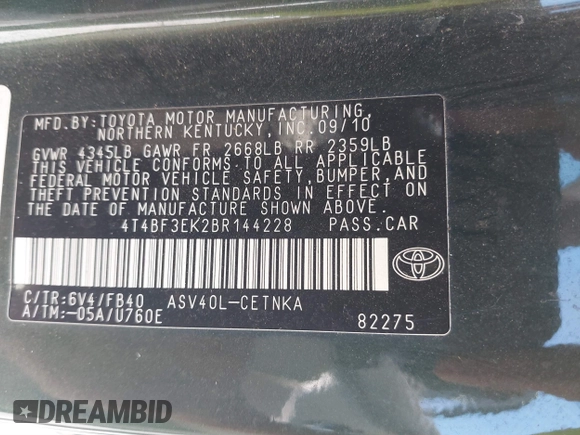 MFD.BY:TOYOTA MOTOR MANUFACTURING,
NORTHERN KENTUCKY,INC.09/10
GVWR 4345LB GAWR FR 2668LB RR 2359LB
THIS VEHICLE CONFORMS TO ALL APPLICABLE
FEDERAL MOTOR VEHICLE SAFETY,BUMPER,AND
THEFT PREVENTION STANDARDS IN EFFECT ON
THE DATE OF MANUFACTURE SHOWN ABOVE.
4T4BF3EK2BR144228 PASS.CAR
C/TR:6V4/FB40 ASV40L-CETNKA
A/TM:-05A/U760E 82275
DREAMBID